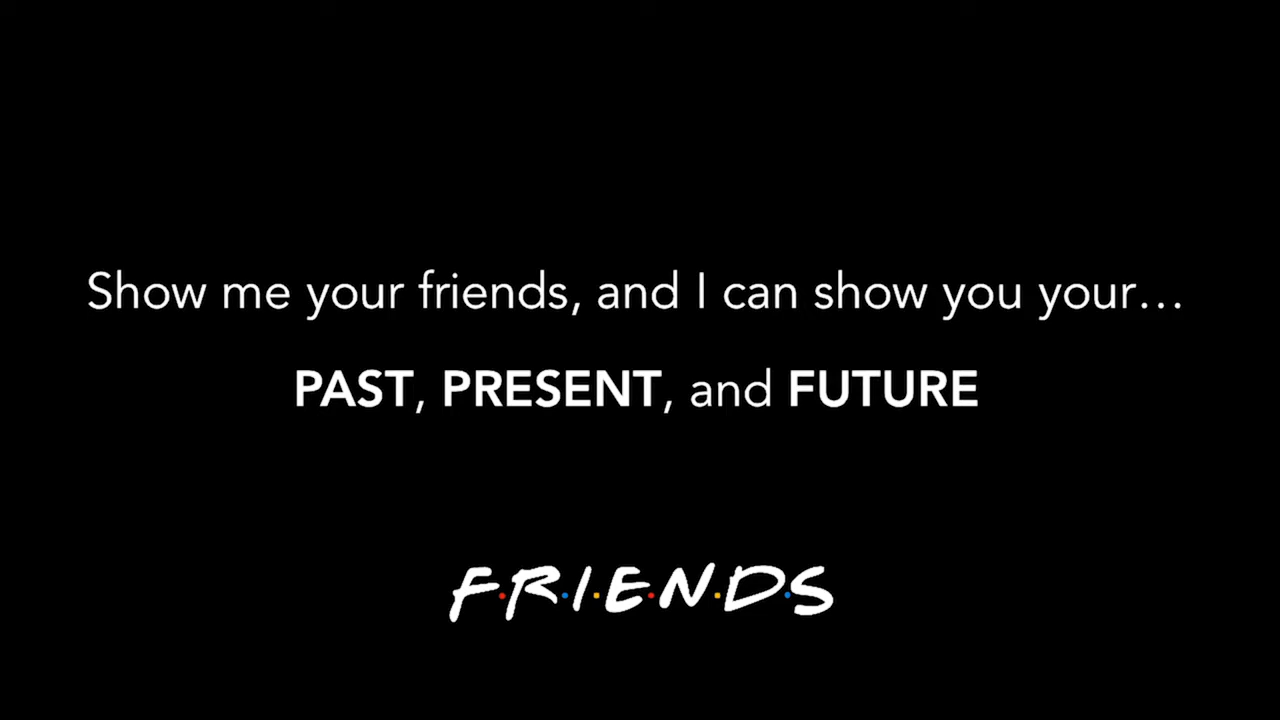 Show me your friends, and I can show you your...
PAST, PRESENT, and FUTURE
F·R·I·E·N·D·S